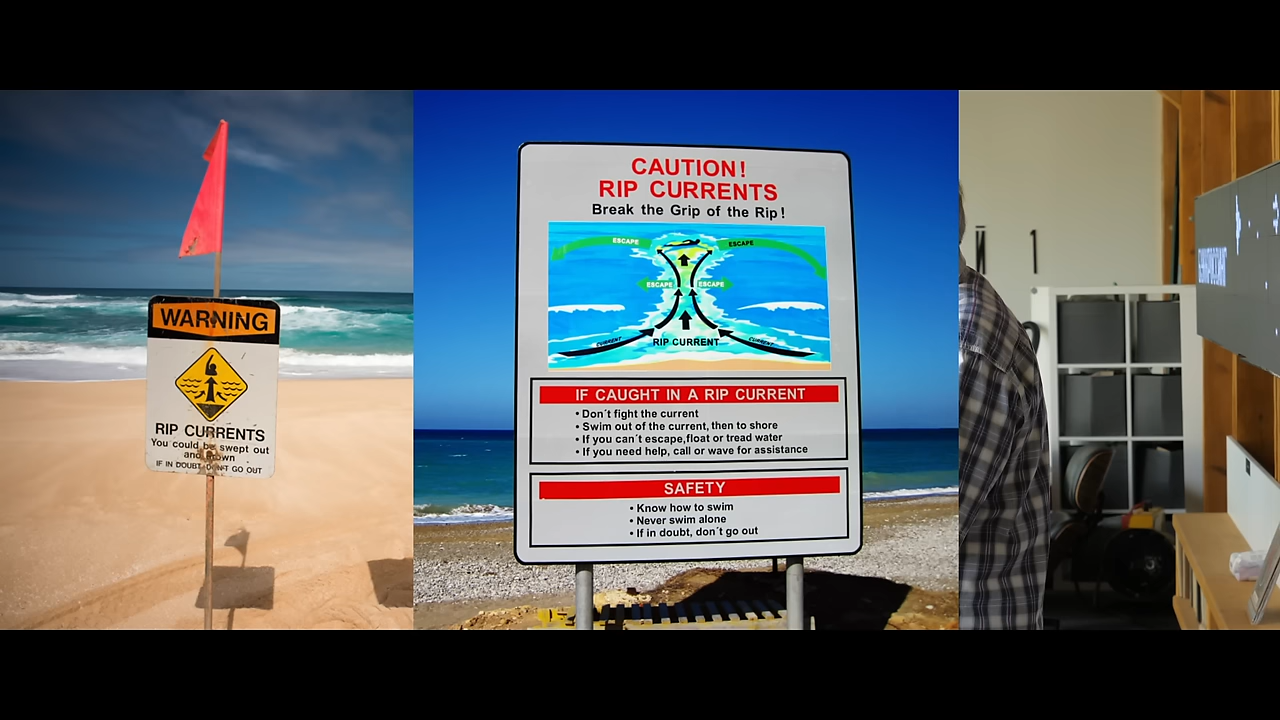 WARNING
RIP CURRENTS
You could be swept out
and drown
IF IN DOUBT, DON'T GO OUT
CAUTION!
RIP CURRENTS
Break the Grip of the Rip!
ESCAPE
ESCAPE
ESCAPE
ESCAPE
CURRENT
RIP CURRENT
CURRENT
IF CAUGHT IN A RIP CURRENT
• Don´t fight the current
• Swim out of the current, then to shore
• If you can´t escape,float or tread water
• If you need help, call or wave for assistance
SAFETY
• Know how to swim
• Never swim alone
• If in doubt, don´t go out
1